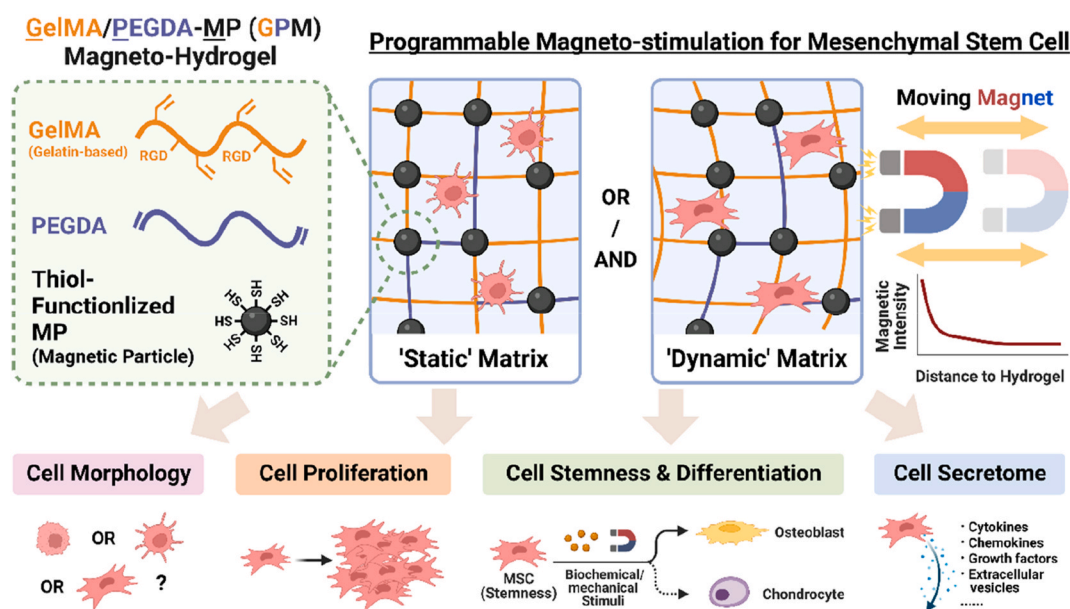 GelMA/PEGDA-MP (GPM)
Magneto-Hydrogel
Programmable Magneto-stimulation for Mesenchymal Stem Cell
GelMA
(Gelatin-based)
RGD
RGD
PEGDA
Thiol-
Functionlized
MP
(Magnetic Particle)
HS
SH
HS
SH
HS
SH
HS
SH
'Static' Matrix
OR
/
AND
'Dynamic' Matrix
Moving Magnet
Magnetic
Intensity
Distance to Hydrogel
Cell Morphology
OR
OR
?
Cell Proliferation
Cell Stemness & Differentiation
MSC
(Stemness)
Biochemical/
mechanical
Stimuli
Osteoblast
Chondrocyte
Cell Secretome
· Cytokines
· Chemokines
· Growth factors
· Extracellular
vesicles
......